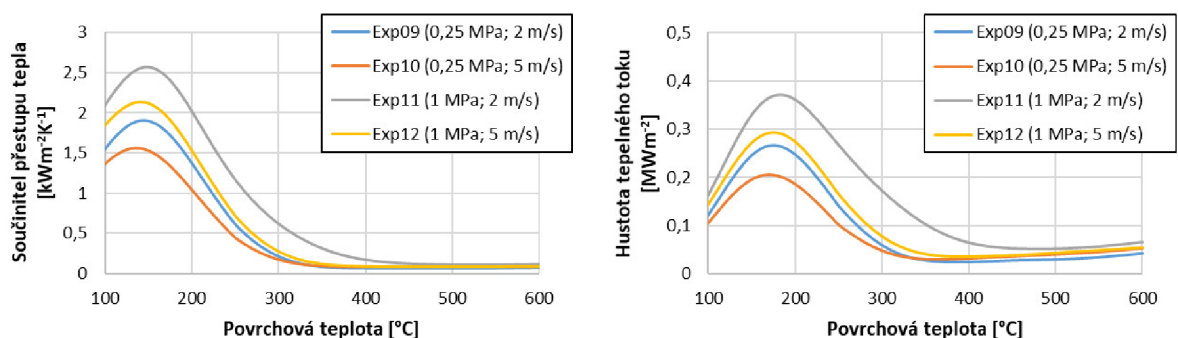 Součinitel přestupu tepla
[kWm⁻²K⁻¹]
3
2,5
2
1,5
1
0,5
0
100
200
300
400
500
600
Povrchová teplota [°C]
Exp09 (0,25 MPa; 2 m/s)
Exp10 (0,25 MPa; 5 m/s)
Exp11 (1 MPa; 2 m/s)
Exp12 (1 MPa; 5 m/s)
Hustota tepelného toku
[MWm⁻²]
0,5
0,4
0,3
0,2
0,1
0
100
200
300
400
500
600
Povrchová teplota [°C]
Exp09 (0,25 MPa; 2 m/s)
Exp10 (0,25 MPa; 5 m/s)
Exp11 (1 MPa; 2 m/s)
Exp12 (1 MPa; 5 m/s)